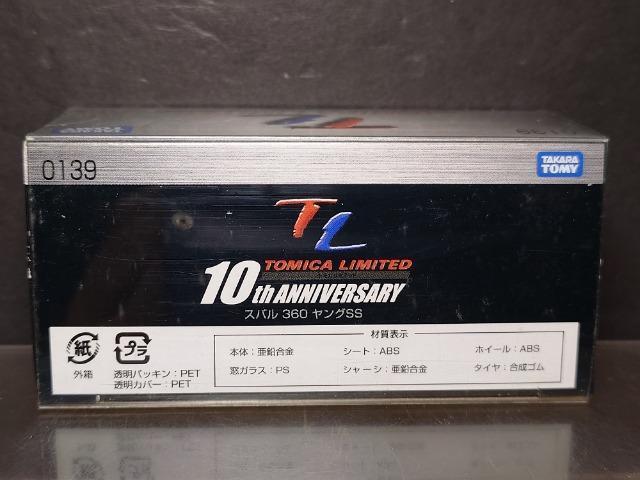 0139
TAKARA
TOMY
TL
TOMICA LIMITED
10th ANNIVERSARY
スバル 360 ヤングSS
材質表示
紙
プラ
本体：亜鉛合金
シート：ABS
ホイール：ABS
外箱
透明パッキン：PET
透明カバー：PET
窓ガラス：PS
シャーシ：亜鉛合金
タイヤ：合成ゴム